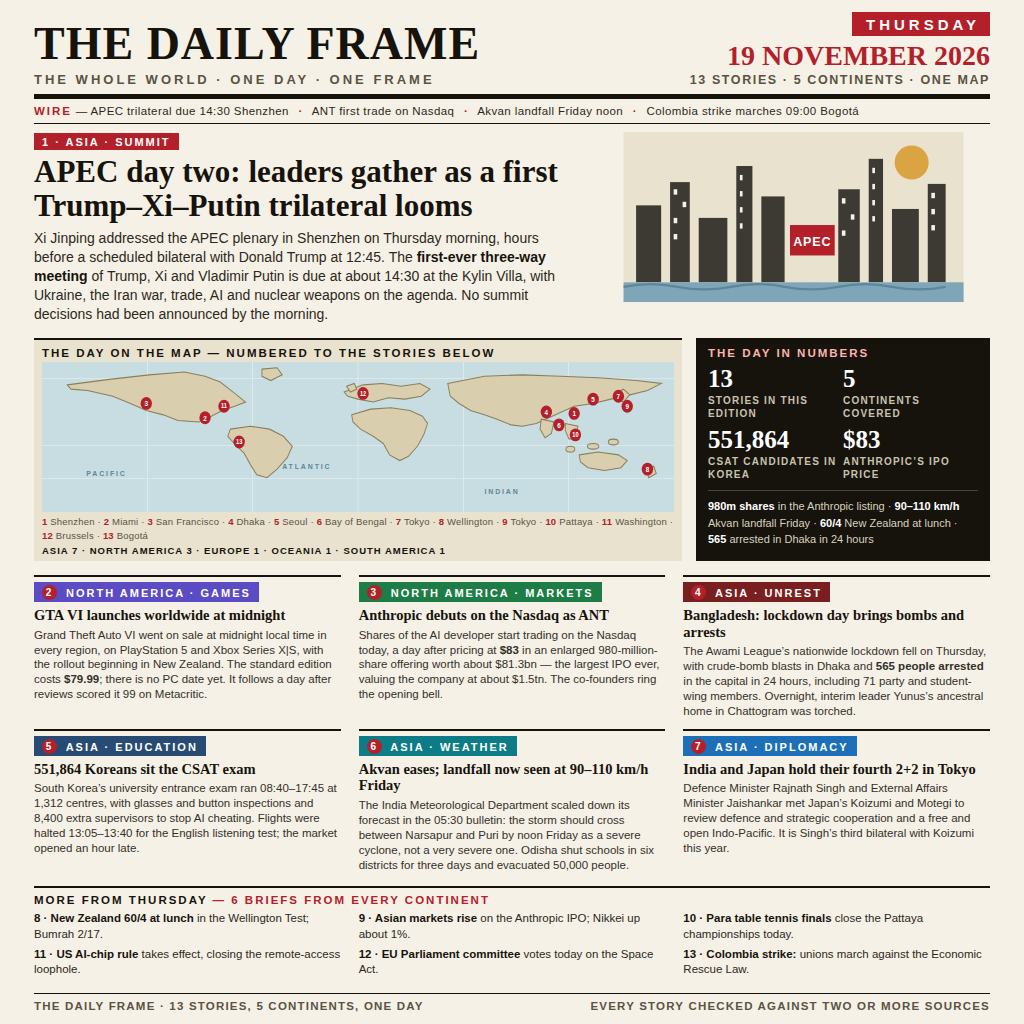 THE DAILY FRAME
THE WHOLE WORLD · ONE DAY · ONE FRAME
THURSDAY
19 NOVEMBER 2026
13 STORIES · 5 CONTINENTS · ONE MAP
WIRE — APEC trilateral due 14:30 Shenzhen · ANT first trade on Nasdaq · Akvan landfall Friday noon · Colombia strike marches 09:00 Bogotá
1 · ASIA · SUMMIT
APEC day two: leaders gather as a first
Trump–Xi–Putin trilateral looms
Xi Jinping addressed the APEC plenary in Shenzhen on Thursday morning, hours
before a scheduled bilateral with Donald Trump at 12:45. The first-ever three-way
meeting of Trump, Xi and Vladimir Putin is due at about 14:30 at the Kylin Villa, with
Ukraine, the Iran war, trade, AI and nuclear weapons on the agenda. No summit
decisions had been announced by the morning.
APEC
THE DAY ON THE MAP — NUMBERED TO THE STORIES BELOW
3
11
2
13
12
4
1
5
7
9
6
10
8
PACIFIC
ATLANTIC
INDIAN
1 Shenzhen · 2 Miami · 3 San Francisco · 4 Dhaka · 5 Seoul · 6 Bay of Bengal · 7 Tokyo · 8 Wellington · 9 Tokyo · 10 Pattaya · 11 Washington ·
12 Brussels · 13 Bogotá
ASIA 7 · NORTH AMERICA 3 · EUROPE 1 · OCEANIA 1 · SOUTH AMERICA 1
THE DAY IN NUMBERS
13
STORIES IN THIS
EDITION
5
CONTINENTS
COVERED
551,864
CSAT CANDIDATES IN
KOREA
$83
ANTHROPIC'S IPO
PRICE
980m shares in the Anthropic listing · 90–110 km/h
Akvan landfall Friday · 60/4 New Zealand at lunch ·
565 arrested in Dhaka in 24 hours
2 NORTH AMERICA · GAMES
GTA VI launches worldwide at midnight
Grand Theft Auto VI went on sale at midnight local time in
every region, on PlayStation 5 and Xbox Series X|S, with
the rollout beginning in New Zealand. The standard edition
costs $79.99; there is no PC date yet. It follows a day after
reviews scored it 99 on Metacritic.
3 NORTH AMERICA · MARKETS
Anthropic debuts on the Nasdaq as ANT
Shares of the AI developer start trading on the Nasdaq
today, a day after pricing at $83 in an enlarged 980-million-
share offering worth about $81.3bn — the largest IPO ever,
valuing the company at about $1.5tn. The co-founders ring
the opening bell.
4 ASIA · UNREST
Bangladesh: lockdown day brings bombs and
arrests
The Awami League's nationwide lockdown fell on Thursday,
with crude-bomb blasts in Dhaka and 565 people arrested
in the capital in 24 hours, including 71 party and student-
wing members. Overnight, interim leader Yunus's ancestral
home in Chattogram was torched.
5 ASIA · EDUCATION
551,864 Koreans sit the CSAT exam
South Korea's university entrance exam ran 08:40–17:45 at
1,312 centres, with glasses and button inspections and
8,400 extra supervisors to stop AI cheating. Flights were
halted 13:05–13:40 for the English listening test; the market
opened an hour late.
6 ASIA · WEATHER
Akvan eases; landfall now seen at 90–110 km/h
Friday
The India Meteorological Department scaled down its
forecast in the 05:30 bulletin: the storm should cross
between Narsapur and Puri by noon Friday as a severe
cyclone, not a very severe one. Odisha shut schools in six
districts for three days and evacuated 50,000 people.
7 ASIA · DIPLOMACY
India and Japan hold their fourth 2+2 in Tokyo
Defence Minister Rajnath Singh and External Affairs
Minister Jaishankar met Japan's Koizumi and Motegi to
review defence and strategic cooperation and a free and
open Indo-Pacific. It is Singh's third bilateral with Koizumi
this year.
MORE FROM THURSDAY — 6 BRIEFS FROM EVERY CONTINENT
8 · New Zealand 60/4 at lunch in the Wellington Test;
Bumrah 2/17.
9 · Asian markets rise on the Anthropic IPO; Nikkei up
about 1%.
10 · Para table tennis finals close the Pattaya
championships today.
11 · US AI-chip rule takes effect, closing the remote-access
loophole.
12 · EU Parliament committee votes today on the Space
Act.
13 · Colombia strike: unions march against the Economic
Rescue Law.
THE DAILY FRAME · 13 STORIES, 5 CONTINENTS, ONE DAY
EVERY STORY CHECKED AGAINST TWO OR MORE SOURCES